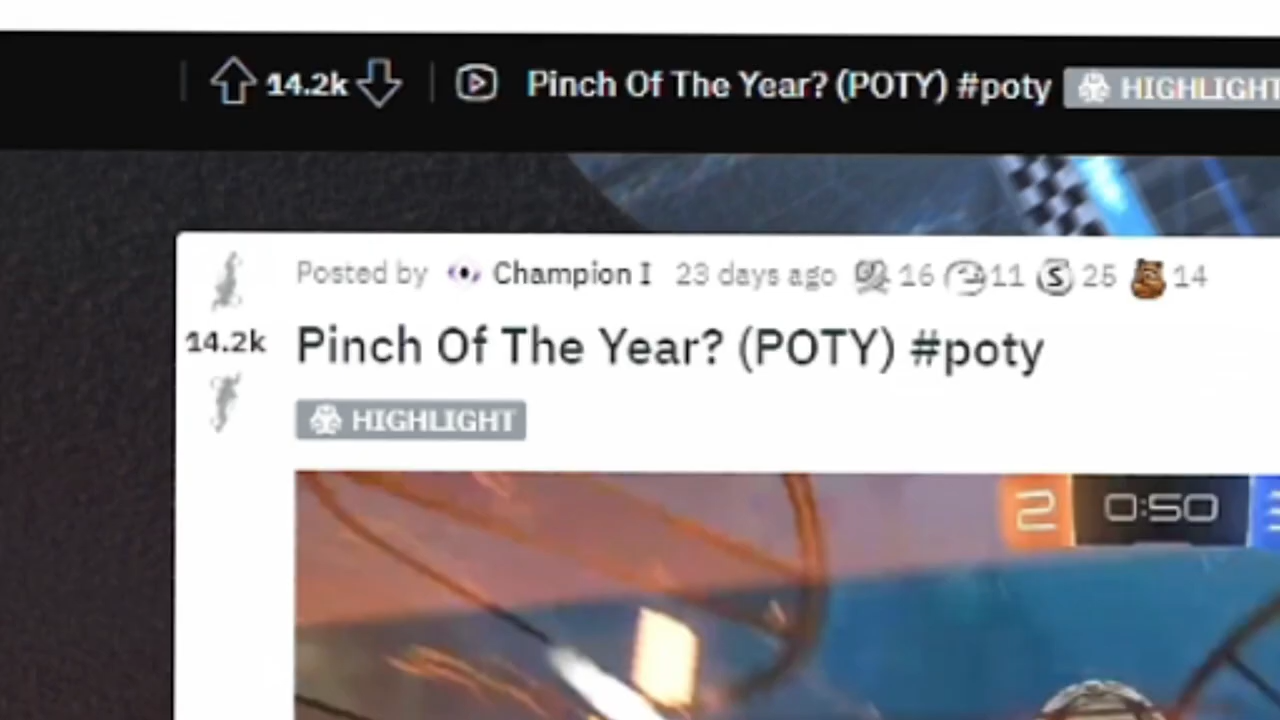 14.2k Pinch Of The Year? (POTY) #poty HIGHLIGHT
Posted by Champion I 23 days ago 16 11 S 25 14
14.2k
Pinch Of The Year? (POTY) #poty
HIGHLIGHT
2 0:50 3